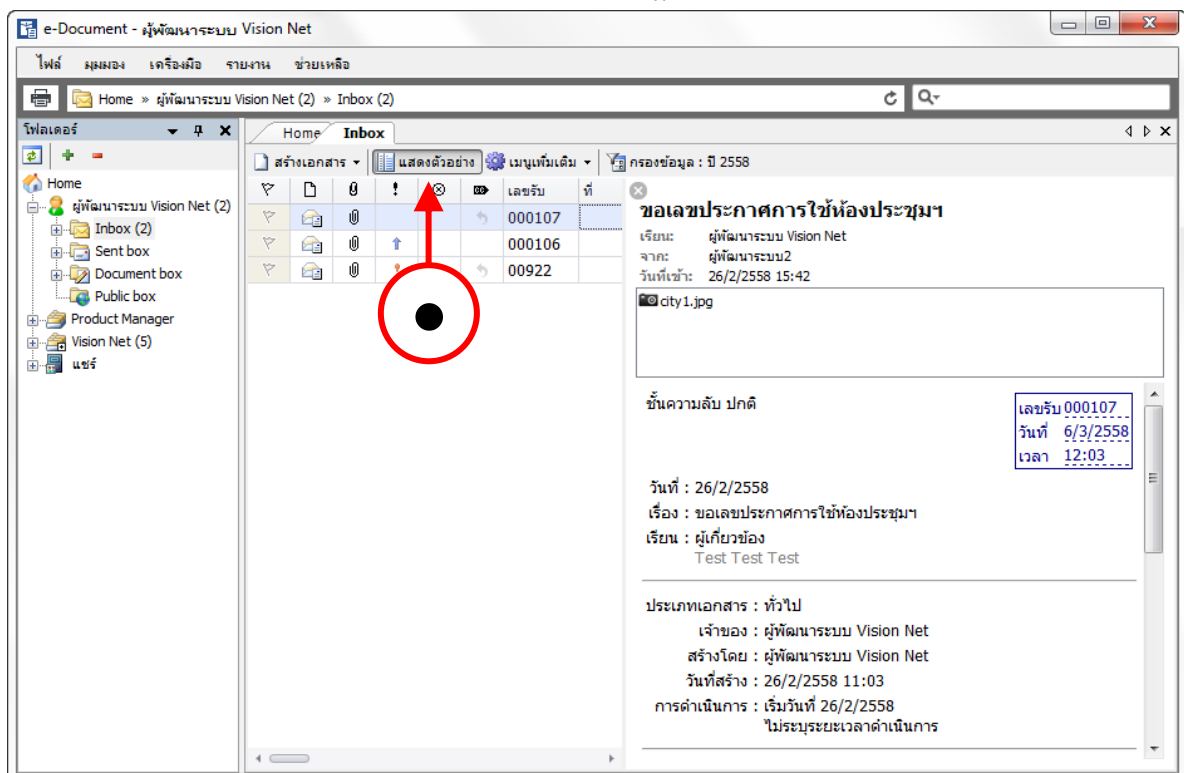 e-Document - ผู้พัฒนาระบบ Vision Net
ไฟล์ มุมมอง เครื่องมือ รายงาน ช่วยเหลือ
Home » ผู้พัฒนาระบบ Vision Net (2) » Inbox (2)
โฟลเดอร์
Home
ผู้พัฒนาระบบ Vision Net (2)
Inbox (2)
Sent box
Document box
Public box
Product Manager
Vision Net (5)
แชร์
Home Inbox
สร้างเอกสาร แสดงตัวอย่าง เมนูเพิ่มเติม กรองข้อมูล : ปี 2558
เลขรับ ที่
000107
000106
00922
ขอเลขประกาศการใช้ห้องประชุมฯ
เรียน: ผู้พัฒนาระบบ Vision Net
จาก: ผู้พัฒนาระบบ2
วันที่เข้า: 26/2/2558 15:42
city1.jpg
ชั้นความลับ ปกติ
เลขรับ 000107
วันที่ 6/3/2558
เวลา 12:03
วันที่ : 26/2/2558
เรื่อง : ขอเลขประกาศการใช้ห้องประชุมฯ
เรียน : ผู้เกี่ยวข้อง
Test Test Test
ประเภทเอกสาร : ทั่วไป
เจ้าของ : ผู้พัฒนาระบบ Vision Net
สร้างโดย : ผู้พัฒนาระบบ Vision Net
วันที่สร้าง : 26/2/2558 11:03
การดำเนินการ : เริ่มวันที่ 26/2/2558
ไม่ระบุระยะเวลาดำเนินการ